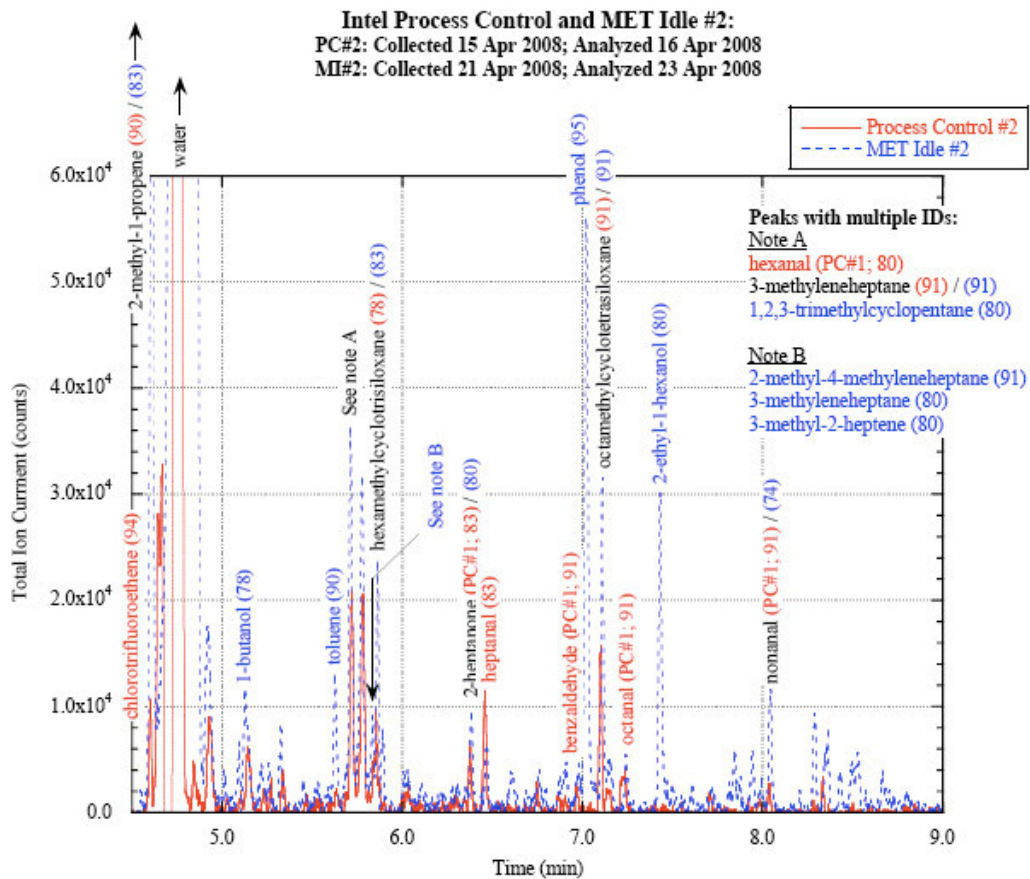 Intel Process Control and MET Idle #2:
PC#2: Collected 15 Apr 2008; Analyzed 16 Apr 2008
MI#2: Collected 21 Apr 2008; Analyzed 23 Apr 2008
Process Control #2
MET Idle #2
Peaks with multiple IDs:
Note A
hexanal (PC#1; 80)
3-methyleneheptane (91) / (91)
1,2,3-trimethylcyclopentane (80)
Note B
2-methyl-4-methyleneheptane (91)
3-methyleneheptane (80)
3-methyl-2-heptene (80)
Total Ion Currnent (counts)
6.0x10⁴
5.0x10⁴
4.0x10⁴
3.0x10⁴
2.0x10⁴
1.0x10⁴
0.0
chlorotrifluoroethene (94)
2-methyl-1-propene (90) / (83)
water
1-butanol (78)
toluene (90)
See note A
hexamethylcyclotrisiloxane (78) / (83)
See note B
2-hentanone (PC#1; 83) / (80)
heptanal (83)
benzaldehyde (PC#1; 91)
phenol (95)
octamethylcyclotetrasiloxane (91) / (91)
octanal (PC#1; 91)
2-ethyl-1-hexanol (80)
nonanal (PC#1; 91) / (74)
5.0
6.0
7.0
8.0
9.0
Time (min)